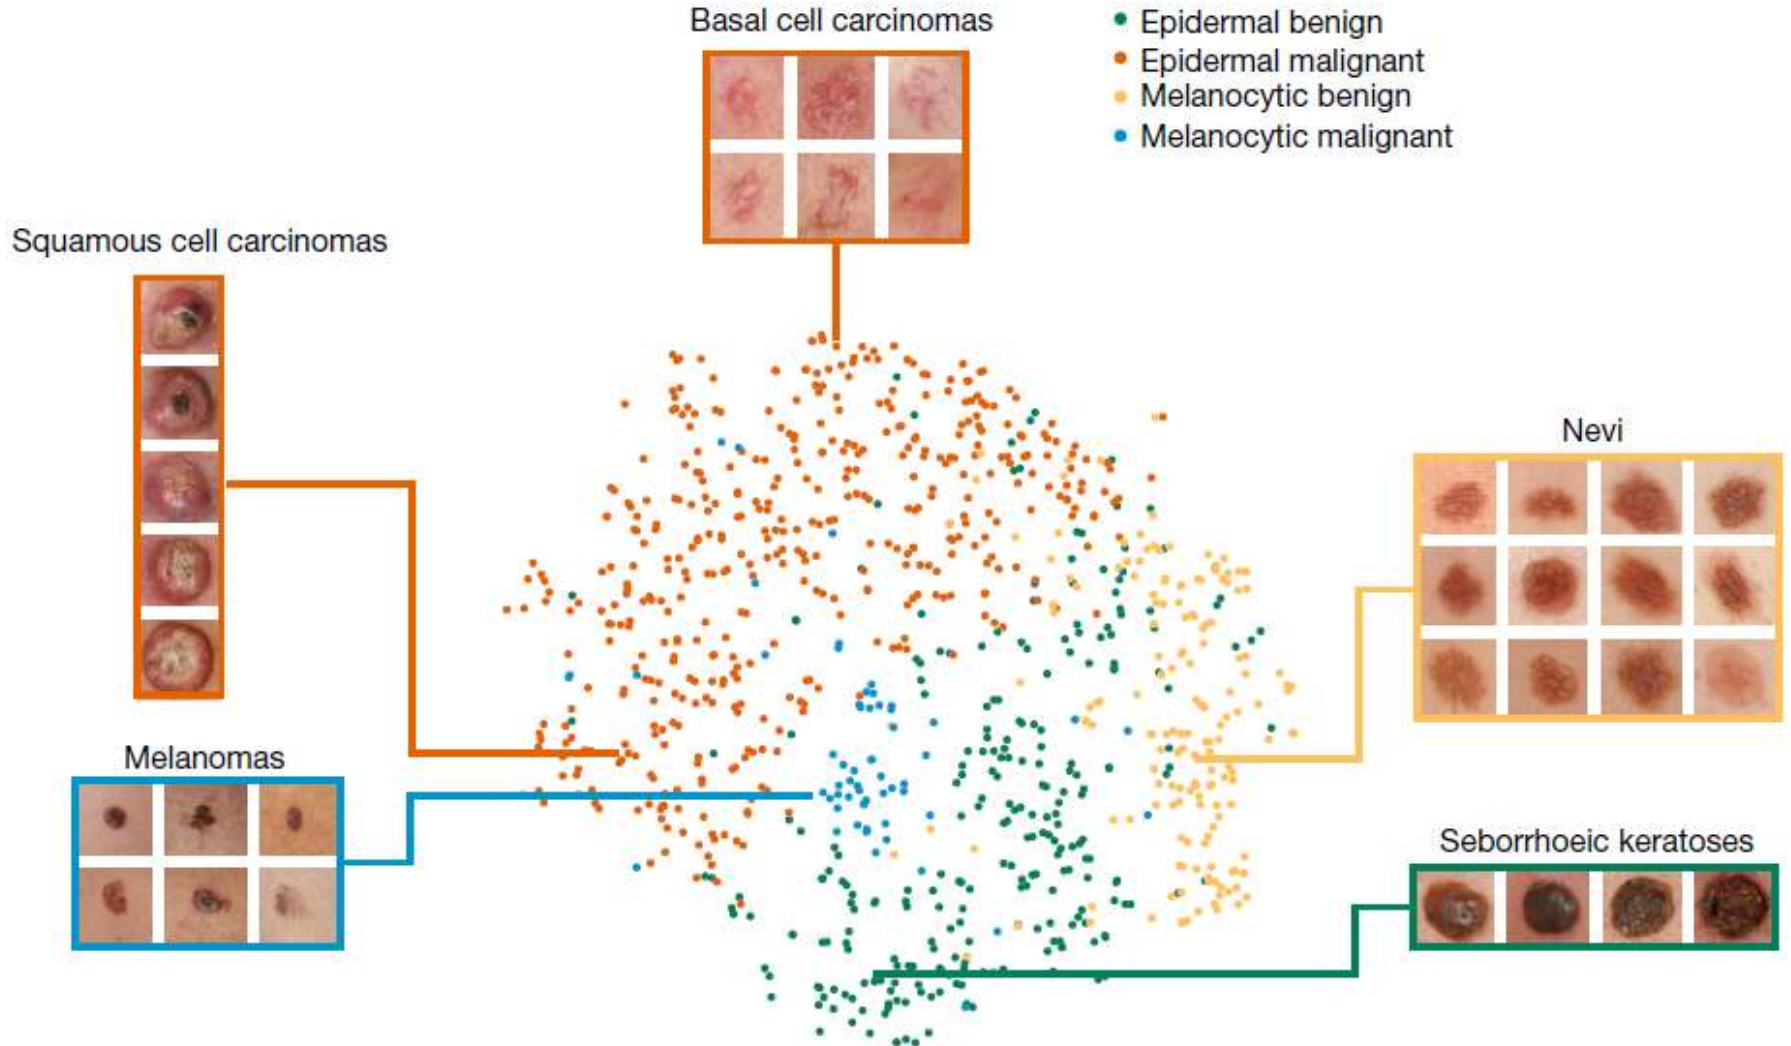 Basal cell carcinomas
Epidermal benign
Epidermal malignant
Melanocytic benign
Melanocytic malignant
Squamous cell carcinomas
Nevi
Melanomas
Seborrhoeic keratoses